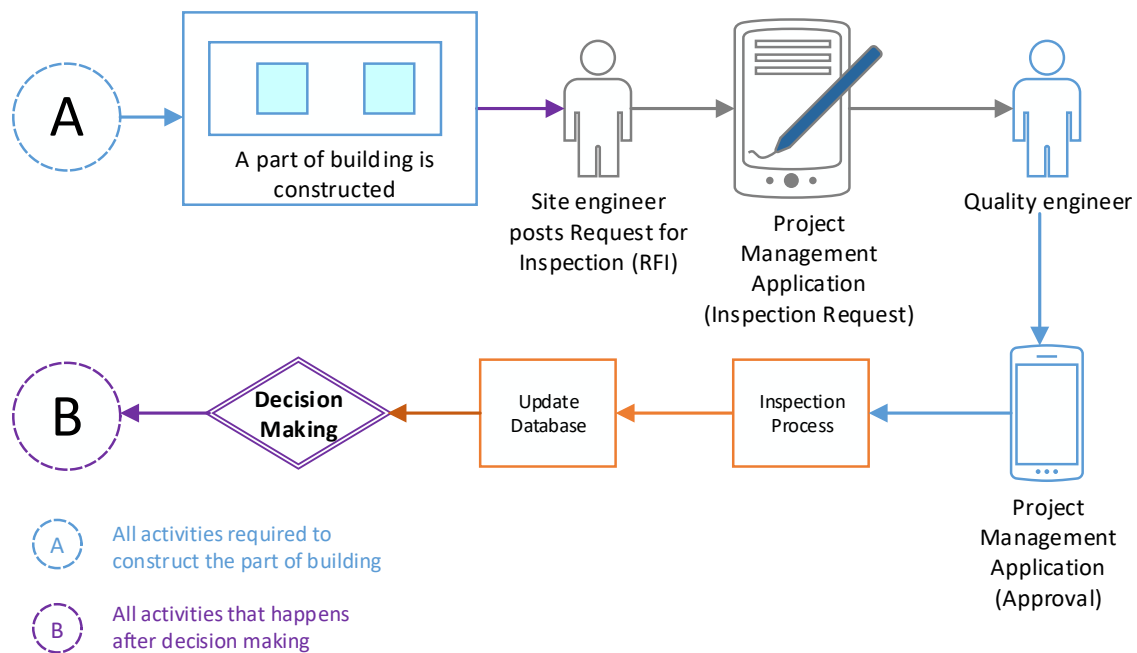 A
A part of building is
constructed
Site engineer
posts Request for
Inspection (RFI)
Project
Management
Application
(Inspection Request)
Quality engineer
B
Decision
Making
Update
Database
Inspection
Process
Project
Management
Application
(Approval)
A
All activities required to
construct the part of building
B
All activities that happens
after decision making